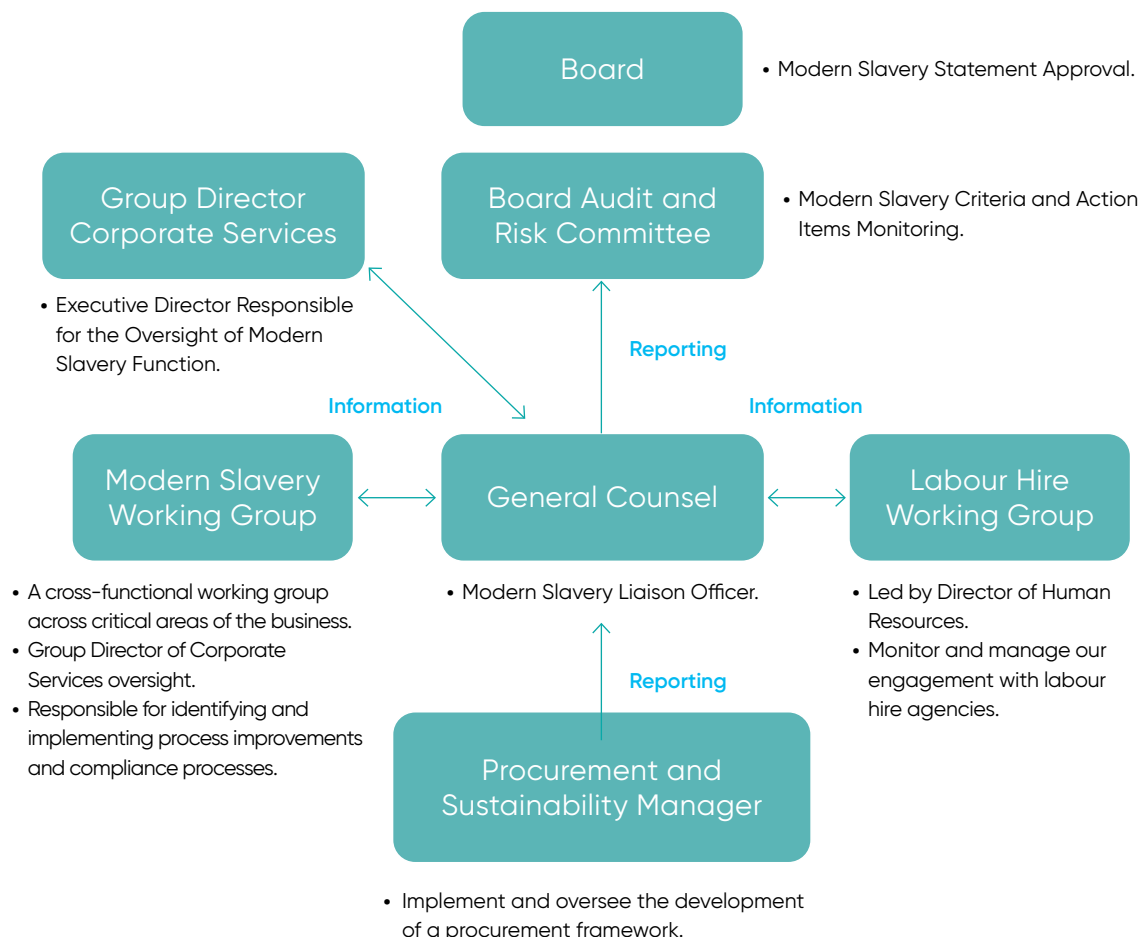 Board
• Modern Slavery Statement Approval.
Group Director
Corporate Services
Board Audit and
Risk Committee
• Modern Slavery Criteria and Action
Items Monitoring.
• Executive Director Responsible
for the Oversight of Modern
Slavery Function.
Reporting
Information
Information
Modern Slavery
Working Group
General Counsel
Labour Hire
Working Group
• A cross-functional working group
across critical areas of the business.
• Group Director of Corporate
Services oversight.
• Responsible for identifying and
implementing process improvements
and compliance processes.
• Modern Slavery Liaison Officer.
• Led by Director of Human
Resources.
• Monitor and manage our
engagement with labour
hire agencies.
Reporting
Procurement and
Sustainability Manager
• Implement and oversee the development
of a procurement framework.